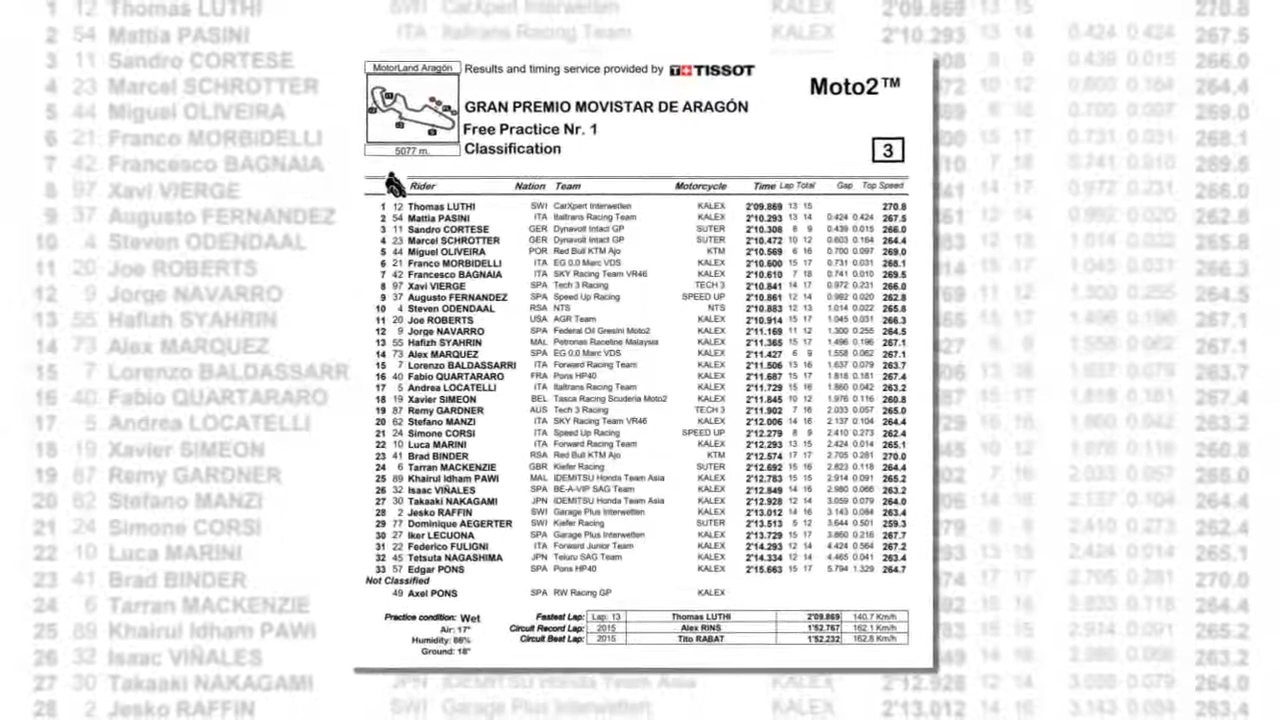 MotorLand Aragón
Results and timing service provided by TISSOT
Moto2™
GRAN PREMIO MOVISTAR DE ARAGÓN
Free Practice Nr. 1
Classification
3
5077 m.
Rider Nation Team Motorcycle Time Lap Total Gap Top Speed
1 12 Thomas LUTHI SWI CarXpert Interwetten KALEX 2'09.869 13 15 270.8
2 54 Mattia PASINI ITA Italtrans Racing Team KALEX 2'10.293 13 14 0.424 0.424 267.5
3 11 Sandro CORTESE GER Dynavolt Intact GP SUTER 2'10.308 8 9 0.439 0.015 266.0
4 23 Marcel SCHROTTER GER Dynavolt Intact GP SUTER 2'10.472 10 12 0.603 0.164 264.4
5 44 Miguel OLIVEIRA POR Red Bull KTM Ajo KTM 2'10.569 6 16 0.700 0.097 269.0
6 21 Franco MORBIDELLI ITA EG 0,0 Marc VDS KALEX 2'10.600 15 17 0.731 0.031 268.1
7 42 Francesco BAGNAIA ITA SKY Racing Team VR46 KALEX 2'10.610 7 18 0.741 0.010 269.5
8 97 Xavi VIERGE SPA Tech 3 Racing TECH 3 2'10.841 14 17 0.972 0.231 266.0
9 37 Augusto FERNANDEZ SPA Speed Up Racing SPEED UP 2'10.861 12 14 0.992 0.020 262.8
10 4 Steven ODENDAAL RSA NTS NTS 2'10.883 12 13 1.014 0.022 265.8
11 20 Joe ROBERTS USA AGR Team KALEX 2'10.914 15 17 1.045 0.031 266.3
12 9 Jorge NAVARRO SPA Federal Oil Gresini Moto2 KALEX 2'11.169 11 12 1.300 0.255 264.5
13 55 Hafizh SYAHRIN MAL Petronas Raceline Malaysia KALEX 2'11.365 15 17 1.496 0.196 267.1
14 73 Alex MARQUEZ SPA EG 0,0 Marc VDS KALEX 2'11.427 6 9 1.558 0.062 267.1
15 7 Lorenzo BALDASSARRI ITA Forward Racing Team KALEX 2'11.506 13 16 1.637 0.079 263.7
16 40 Fabio QUARTARARO FRA Pons HP40 KALEX 2'11.687 15 17 1.818 0.181 267.4
17 5 Andrea LOCATELLI ITA Italtrans Racing Team KALEX 2'11.729 15 16 1.860 0.042 263.2
18 19 Xavier SIMEON BEL Tasca Racing Scuderia Moto2 KALEX 2'11.845 10 12 1.976 0.116 260.8
19 87 Remy GARDNER AUS Tech 3 Racing TECH 3 2'11.902 7 16 2.033 0.057 265.0
20 62 Stefano MANZI ITA SKY Racing Team VR46 KALEX 2'12.006 14 16 2.137 0.104 264.4
21 24 Simone CORSI ITA Speed Up Racing SPEED UP 2'12.279 8 9 2.410 0.273 262.4
22 10 Luca MARINI ITA Forward Racing Team KALEX 2'12.293 13 15 2.424 0.014 265.1
23 41 Brad BINDER RSA Red Bull KTM Ajo KTM 2'12.574 17 17 2.705 0.281 270.0
24 6 Tarran MACKENZIE GBR Kiefer Racing SUTER 2'12.692 15 16 2.823 0.118 264.4
25 89 Khairul Idham PAWI MAL IDEMITSU Honda Team Asia KALEX 2'12.783 15 15 2.914 0.091 265.2
26 32 Isaac VIÑALES SPA BE-A-VIP SAG Team KALEX 2'12.849 14 16 2.980 0.066 263.2
27 30 Takaaki NAKAGAMI JPN IDEMITSU Honda Team Asia KALEX 2'12.928 12 14 3.059 0.079 264.0
28 2 Jesko RAFFIN SWI Garage Plus Interwetten KALEX 2'13.012 14 16 3.143 0.084 263.4
29 77 Dominique AEGERTER SWI Kiefer Racing SUTER 2'13.513 5 12 3.644 0.501 259.3
30 27 Iker LECUONA SPA Garage Plus Interwetten KALEX 2'13.729 15 17 3.860 0.216 267.7
31 22 Federico FULIGNI ITA Forward Junior Team KALEX 2'14.293 12 14 4.424 0.564 267.2
32 45 Tetsuta NAGASHIMA JPN Teluru SAG Team KALEX 2'14.334 12 14 4.465 0.041 263.4
33 57 Edgar PONS SPA Pons HP40 KALEX 2'15.663 15 17 5.794 1.329 264.7
Not Classified
49 Axel PONS SPA RW Racing GP KALEX
Practice condition: Wet
Air: 17°
Humidity: 86%
Ground: 18°
Fastest Lap: Lap: 13 Thomas LUTHI 2'09.869 140.7 Km/h
Circuit Record Lap: 2015 Alex RINS 1'52.767 162.1 Km/h
Circuit Best Lap: 2015 Tito RABAT 1'52.232 162.8 Km/h